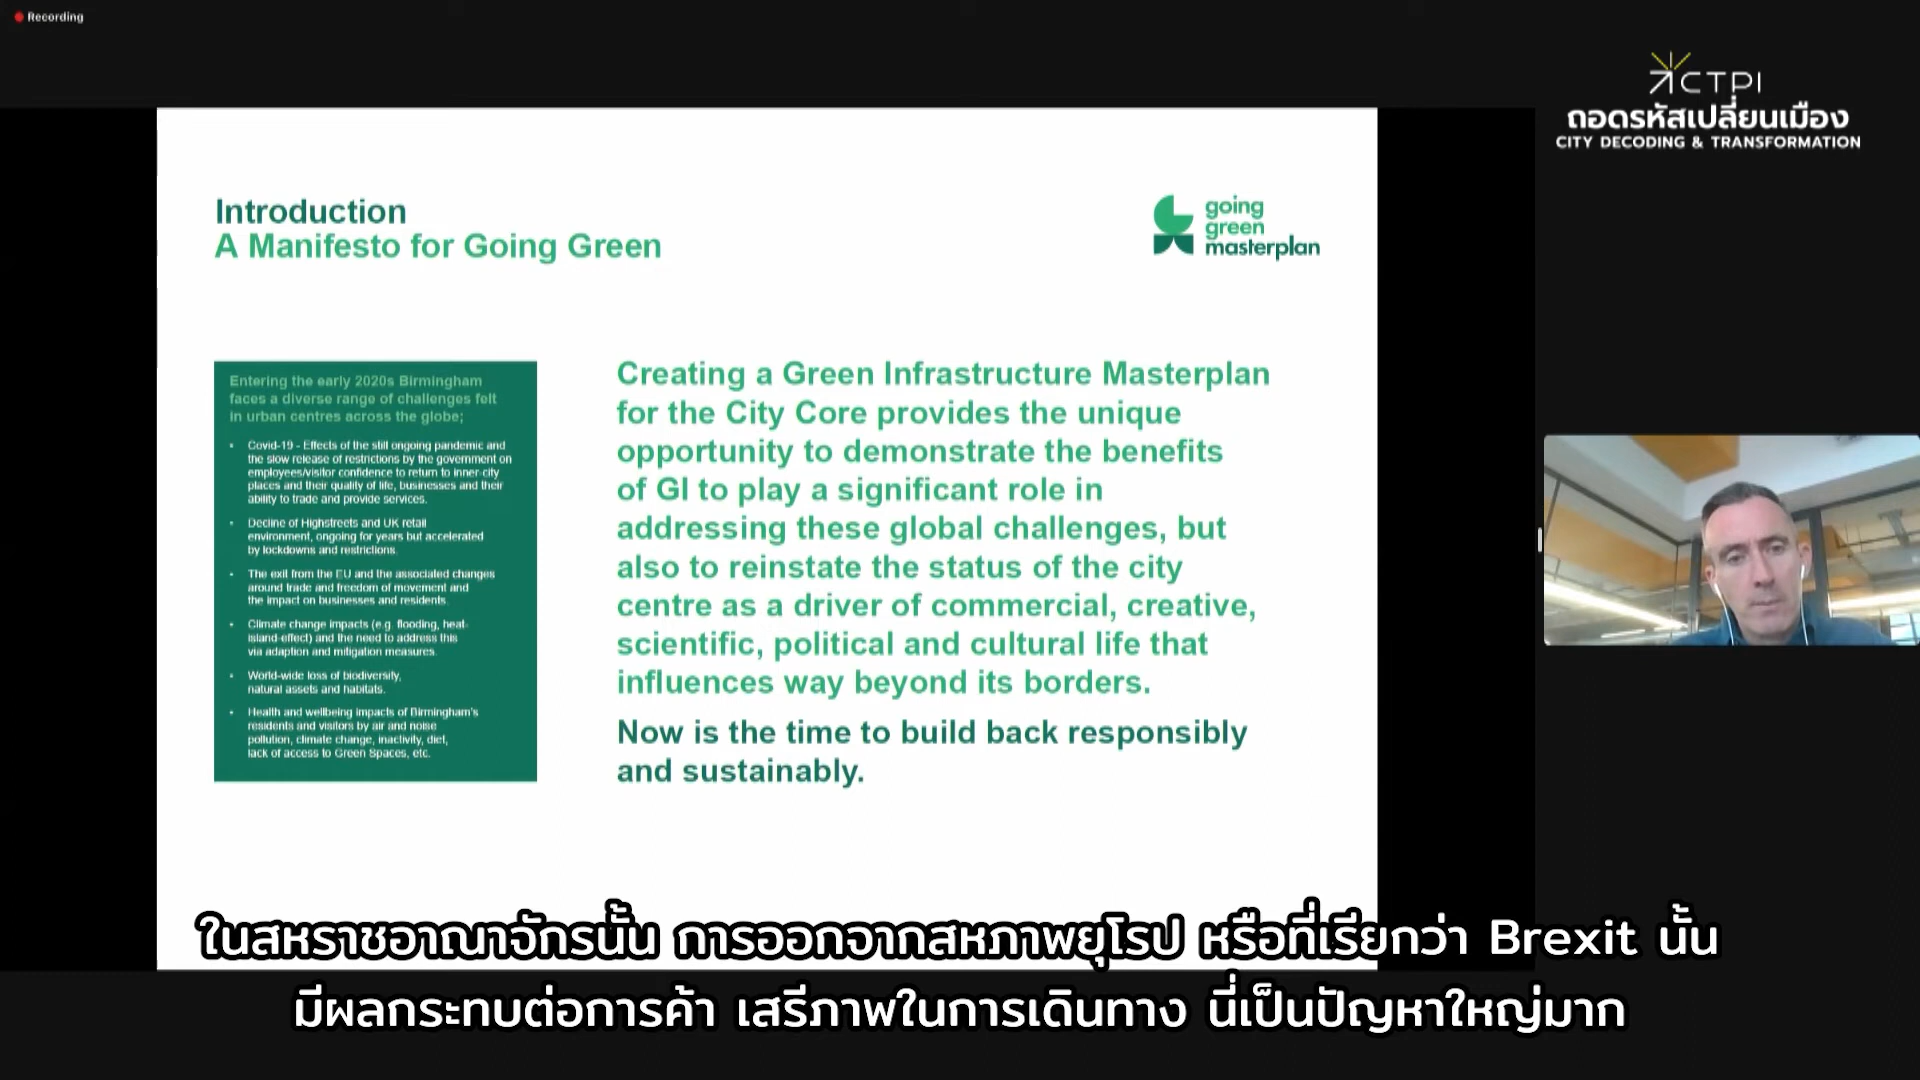 Recording
ACTPI
ถอดรหัสเปลี่ยนเมือง
CITY DECODING & TRANSFORMATION
Introduction
A Manifesto for Going Green
going
green
masterplan
Entering the early 2020s Birmingham
faces a diverse range of challenges felt
in urban centres across the globe;
• Covid-19 - Effects of the still ongoing pandemic and
the slow release of restrictions by the government on
employees/visitor confidence to return to inner-city
places and their quality of life, businesses and their
ability to trade and provide services.
• Decline of Highstreets and UK retail
environment, ongoing for years but accelerated
by lockdowns and restrictions.
• The exit from the EU and the associated changes
around trade and freedom of movement and
the impact on businesses and residents.
• Climate change impacts (e.g. flooding, heat-
island-effect) and the need to address this
via adaption and mitigation measures.
• World-wide loss of biodiversity,
natural assets and habitats.
• Health and wellbeing impacts of Birmingham's
residents and visitors by air and noise
pollution, climate change, inactivity, diet,
lack of access to Green Spaces, etc.
Creating a Green Infrastructure Masterplan
for the City Core provides the unique
opportunity to demonstrate the benefits
of GI to play a significant role in
addressing these global challenges, but
also to reinstate the status of the city
centre as a driver of commercial, creative,
scientific, political and cultural life that
influences way beyond its borders.
Now is the time to build back responsibly
and sustainably.
ในสหราชอาณาจักรนั้น การออกจากสหภาพยุโรป หรือที่เรียกว่า Brexit นั้น
มีผลกระทบต่อการค้า เสรีภาพในการเดินทาง นี่เป็นปัญหาใหญ่มาก